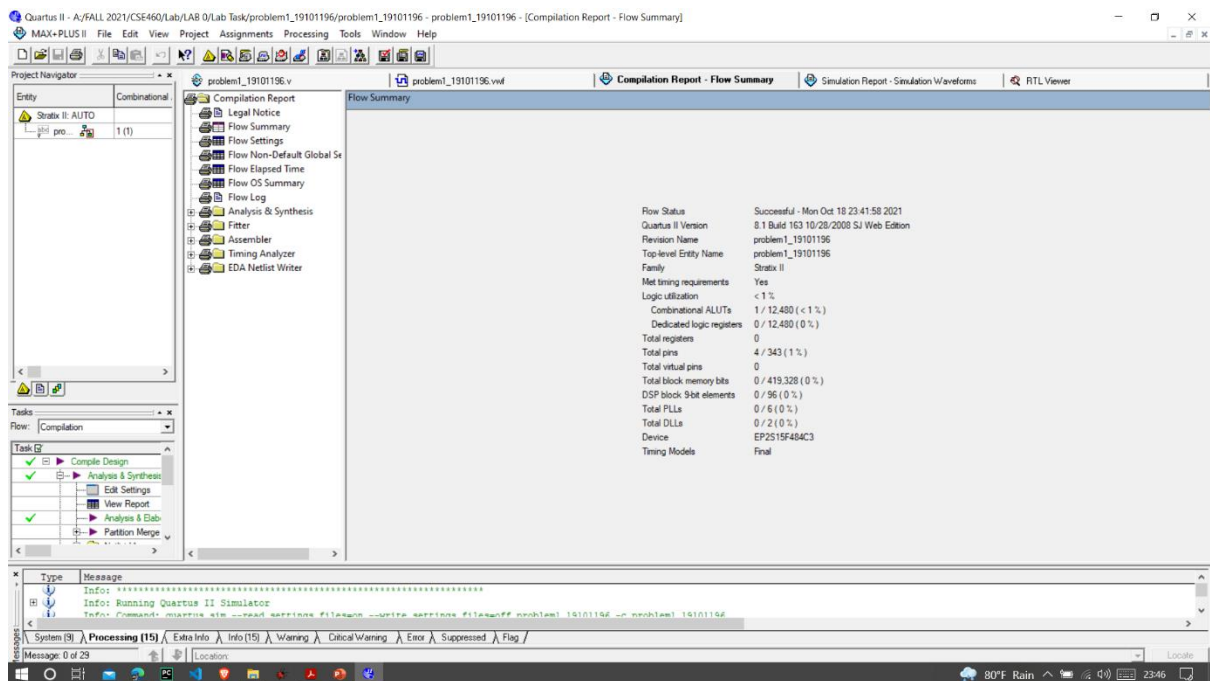 Quartus II - A:/FALL 2021/CSE460/Lab/LAB 0/Lab Task/problem1_19101196/problem1_19101196 - problem1_19101196 - [Compilation Report - Flow Summary]
MAX+PLUS II File Edit View Project Assignments Processing Tools Window Help
Project Navigator
problem1_19101196.v
problem1_19101196.vwf
Compilation Report - Flow Summary
Simulation Report - Simulation Waveforms
RTL Viewer
Entity Combinational
Stratix II: AUTO
pro... 1 (1)
Compilation Report
Legal Notice
Flow Summary
Flow Settings
Flow Non-Default Global Se
Flow Elapsed Time
Flow OS Summary
Flow Log
Analysis & Synthesis
Fitter
Assembler
Timing Analyzer
EDA Netlist Writer
Flow Summary
Flow Status Successful - Mon Oct 18 23:41:58 2021
Quartus II Version 8.1 Build 163 10/28/2008 SJ Web Edition
Revision Name problem1_19101196
Top-level Entity Name problem1_19101196
Family Stratix II
Met timing requirements Yes
Logic utilization < 1 %
Combinational ALUTs 1 / 12,480 ( < 1 % )
Dedicated logic registers 0 / 12,480 ( 0 % )
Total registers 0
Total pins 4 / 343 ( 1 % )
Total virtual pins 0
Total block memory bits 0 / 419,328 ( 0 % )
DSP block 9-bit elements 0 / 96 ( 0 % )
Total PLLs 0 / 6 ( 0 % )
Total DLLs 0 / 2 ( 0 % )
Device EP2S15F484C3
Timing Models Final
Tasks
Flow: Compilation
Task
Compile Design
Analysis & Synthesis
Edit Settings
View Report
Analysis & Elab
Partition Merge
Type Message
Info: *******************************************************************
Info: Running Quartus II Simulator
Info: Command: quartus_sim --read_settings_files=on --write_settings_files=off problem1_19101196 -c problem1_19101196
Messages
System (9) Processing (15) Extra Info Info (15) Warning Critical Warning Error Suppressed Flag
Message: 0 of 29 Location: Locate
80°F Rain 23:46